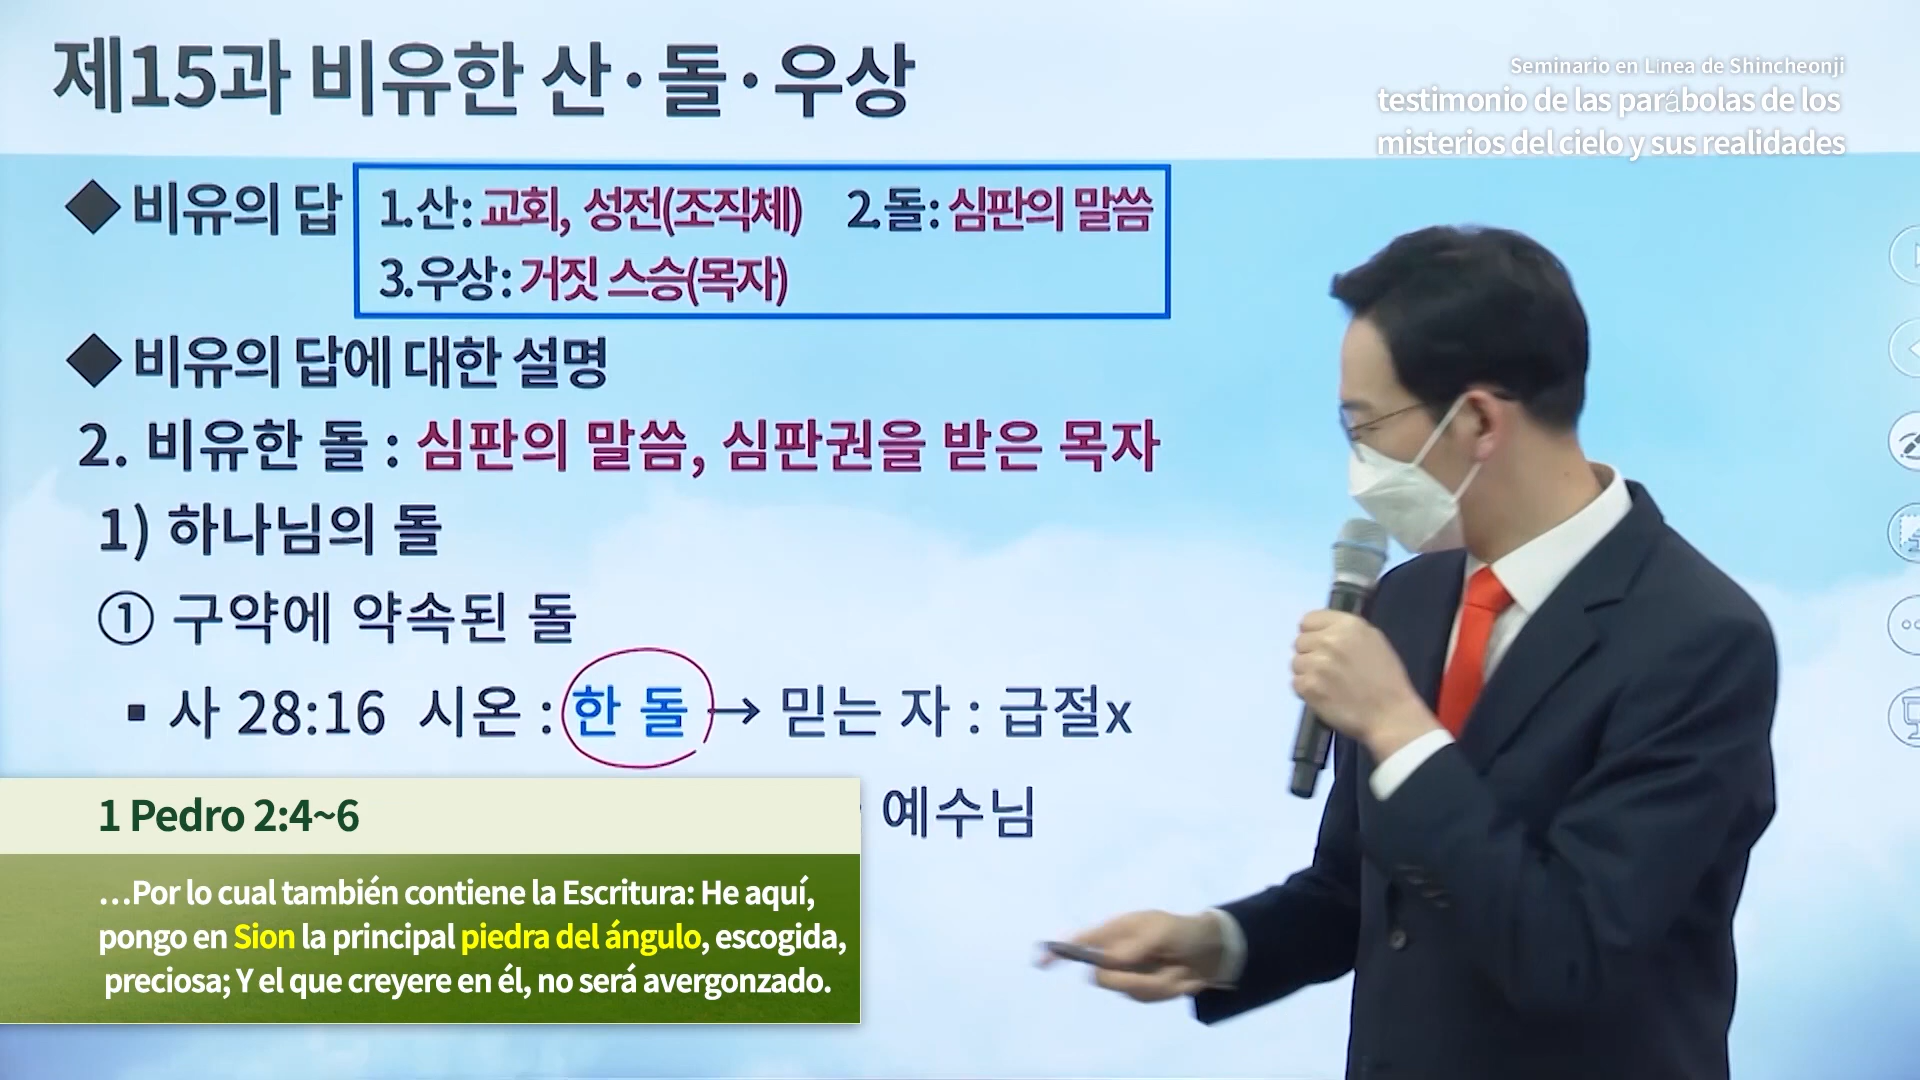 제15과 비유한 산·돌·우상
Seminario en Línea de Shincheonji
testimonio de las parábolas de los
misterios del cielo y sus realidades
◆ 비유의 답
1.산: 교회, 성전(조직체) 2.돌: 심판의 말씀
3.우상: 거짓 스승(목자)
◆ 비유의 답에 대한 설명
2. 비유한 돌 : 심판의 말씀, 심판권을 받은 목자
1) 하나님의 돌
① 구약에 약속된 돌
▪ 사 28:16 시온 : 한 돌 → 믿는 자 : 급절x
예수님
1 Pedro 2:4~6
…Por lo cual también contiene la Escritura: He aquí,
pongo en Sion la principal piedra del ángulo, escogida,
preciosa; Y el que creyere en él, no será avergonzado.